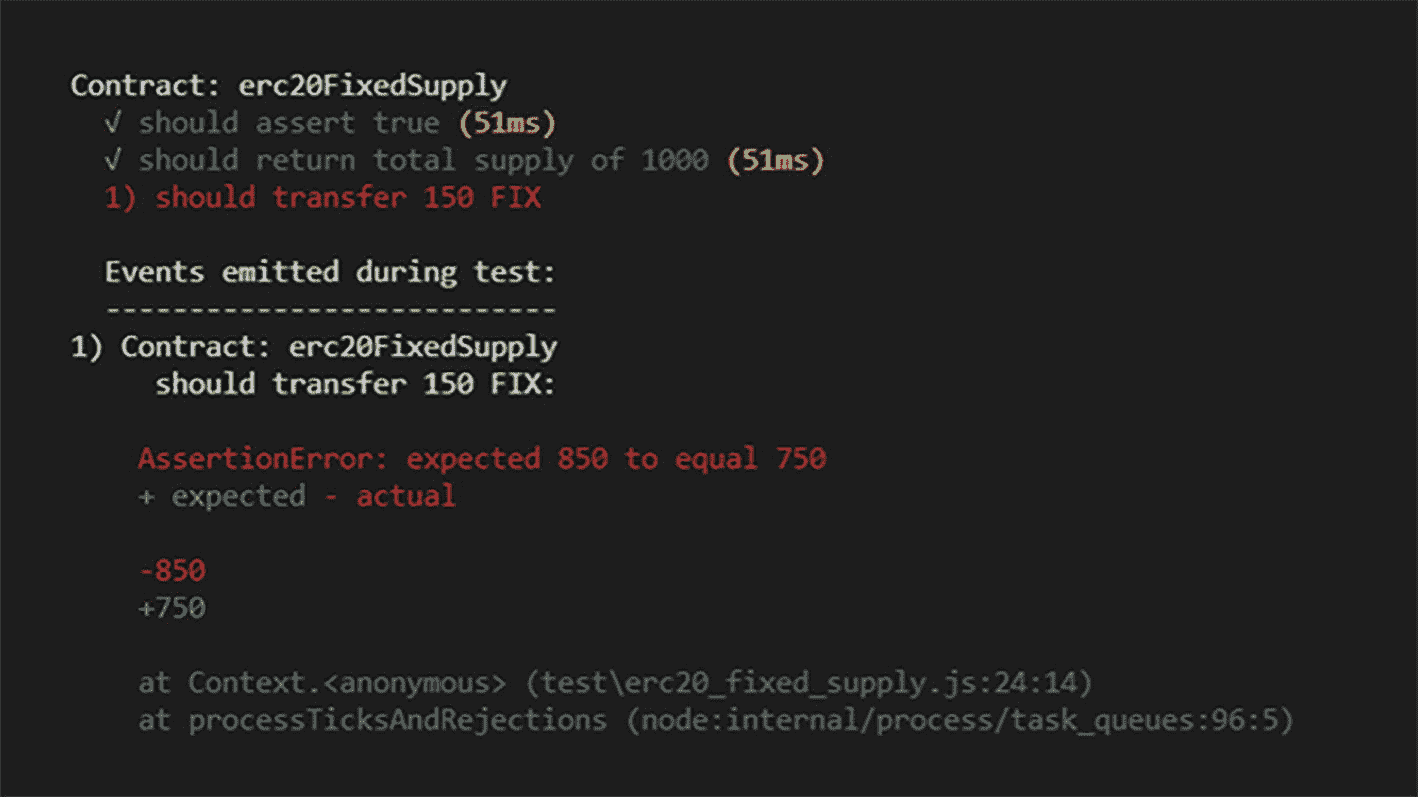 Contract: erc20FixedSupply
√ should assert true (51ms)
√ should return total supply of 1000 (51ms)
1) should transfer 150 FIX
Events emitted during test:
---------------------------
1) Contract: erc20FixedSupply
should transfer 150 FIX:
AssertionError: expected 850 to equal 750
+ expected - actual
-850
+750
at Context.<anonymous> (test\erc20_fixed_supply.js:24:14)
at processTicksAndRejections (node:internal/process/task_queues:96:5)